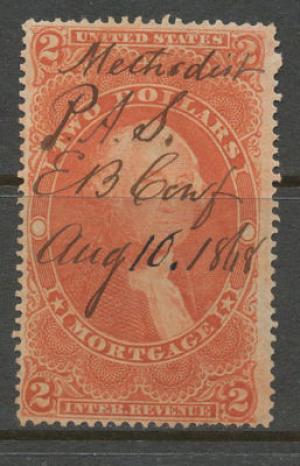 2 UNITED STATES 2
Methodist
TWO DOLLARS
P. A. S.
E B Conf
Aug 10. 1868
MORTGAGE
2 INTER. REVENUE 2